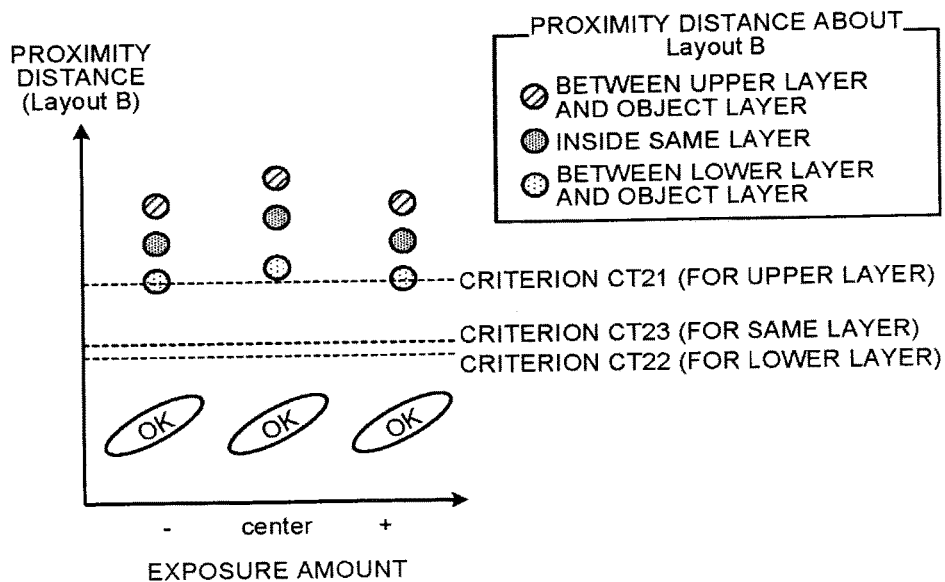 PROXIMITY
DISTANCE
(Layout B)
PROXIMITY DISTANCE ABOUT
Layout B
BETWEEN UPPER LAYER
AND OBJECT LAYER
INSIDE SAME LAYER
BETWEEN LOWER LAYER
AND OBJECT LAYER
CRITERION CT21 (FOR UPPER LAYER)
CRITERION CT23 (FOR SAME LAYER)
CRITERION CT22 (FOR LOWER LAYER)
OK OK OK
- center +
EXPOSURE AMOUNT